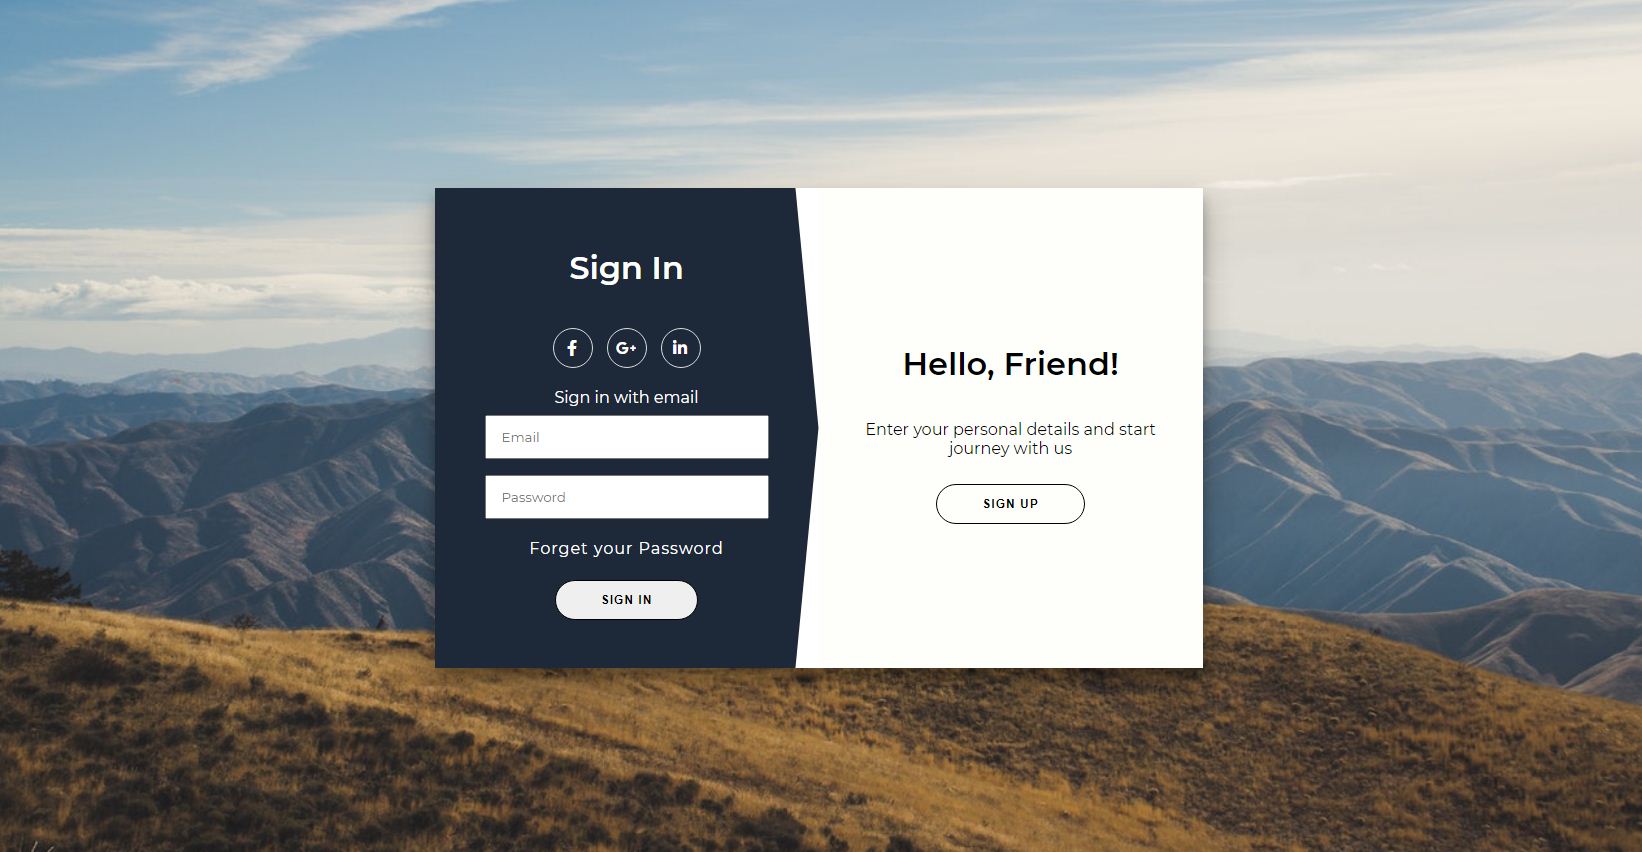 Sign In
f G+ in
Sign in with email
Email
Password
Forget your Password
SIGN IN
Hello, Friend!
Enter your personal details and start
journey with us
SIGN UP